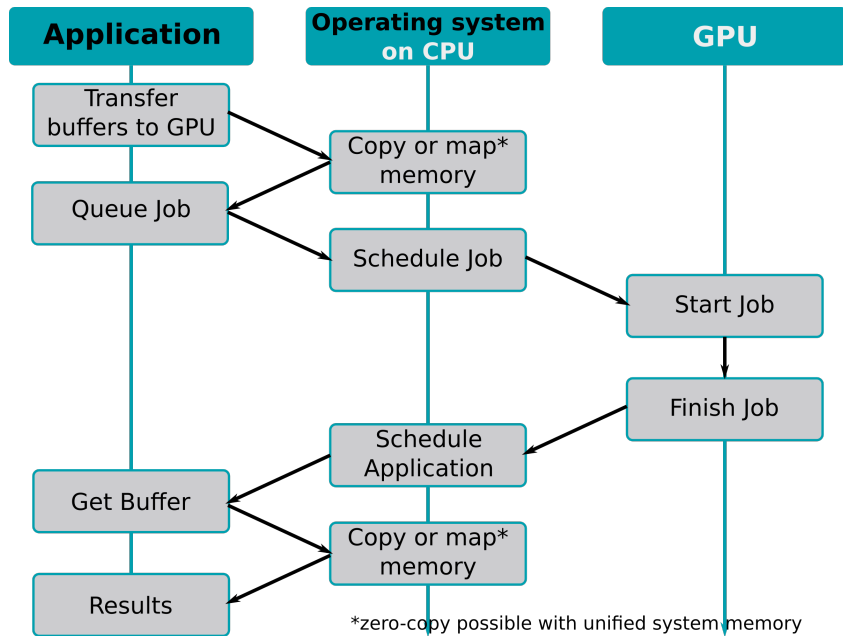 Application
Operating system
on CPU
GPU
Transfer
buffers to GPU
Copy or map*
memory
Queue Job
Schedule Job
Start Job
Finish Job
Schedule
Application
Get Buffer
Copy or map*
memory
Results
*zero-copy possible with unified system memory